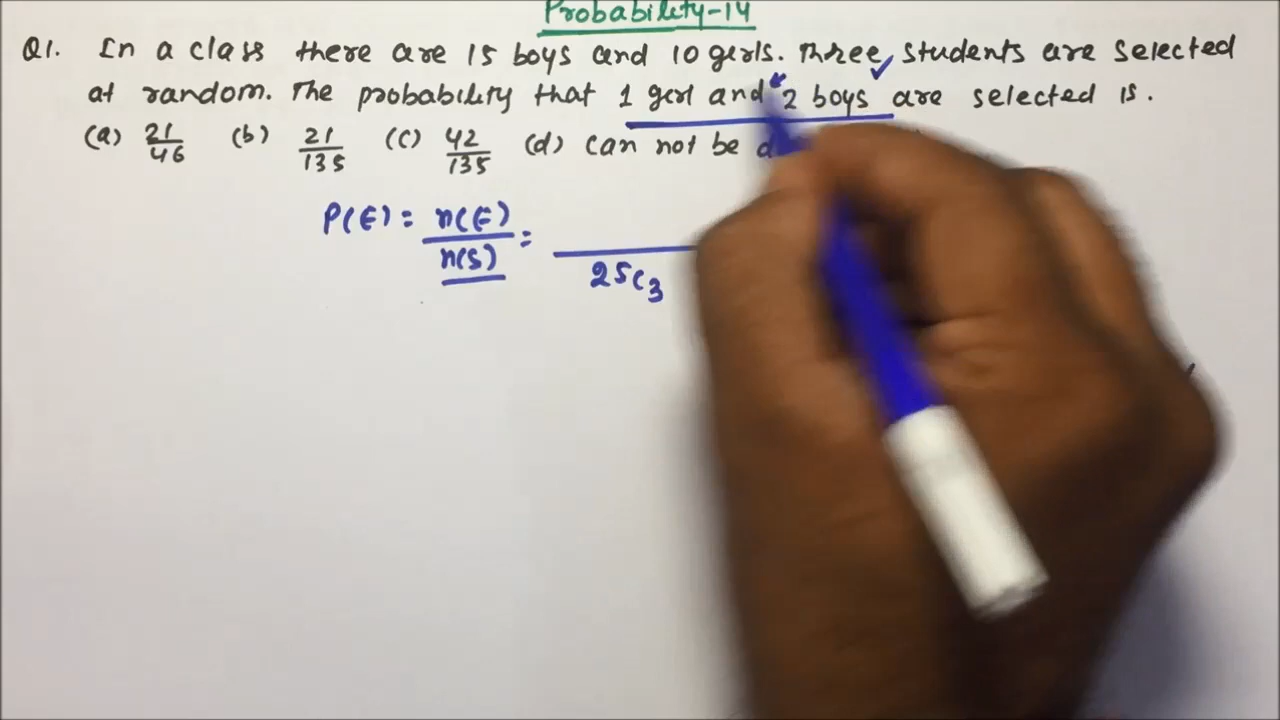 Probability-14
Q1. In a class there are 15 boys and 10 girls. Three students are selected
at random. The probability that 1 girl and 2 boys are selected is.
(a) 21/46 (b) 21/135 (c) 42/135 (d) can not be
P(E) = n(E)/n(S) =
25C3